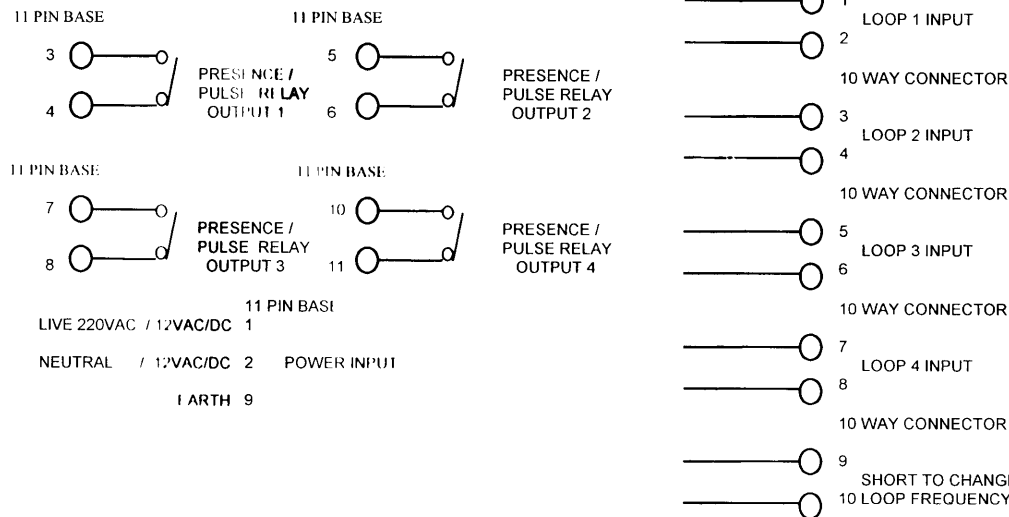 11 PIN BASE
3
4
PRESENCE /
PULSE RELAY
OUTPUT 1
11 PIN BASE
5
6
PRESENCE /
PULSE RELAY
OUTPUT 2
11 PIN BASE
7
8
PRESENCE /
PULSE RELAY
OUTPUT 3
11 PIN BASE
10
11
PRESENCE /
PULSE RELAY
OUTPUT 4
11 PIN BASE
LIVE 220VAC / 12VAC/DC 1
NEUTRAL / 12VAC/DC 2 POWER INPUT
EARTH 9
LOOP 1 INPUT
2
10 WAY CONNECTOR
3
LOOP 2 INPUT
4
10 WAY CONNECTOR
5
LOOP 3 INPUT
6
10 WAY CONNECTOR
7
LOOP 4 INPUT
8
10 WAY CONNECTOR
9
SHORT TO CHANG
10 LOOP FREQUENCY